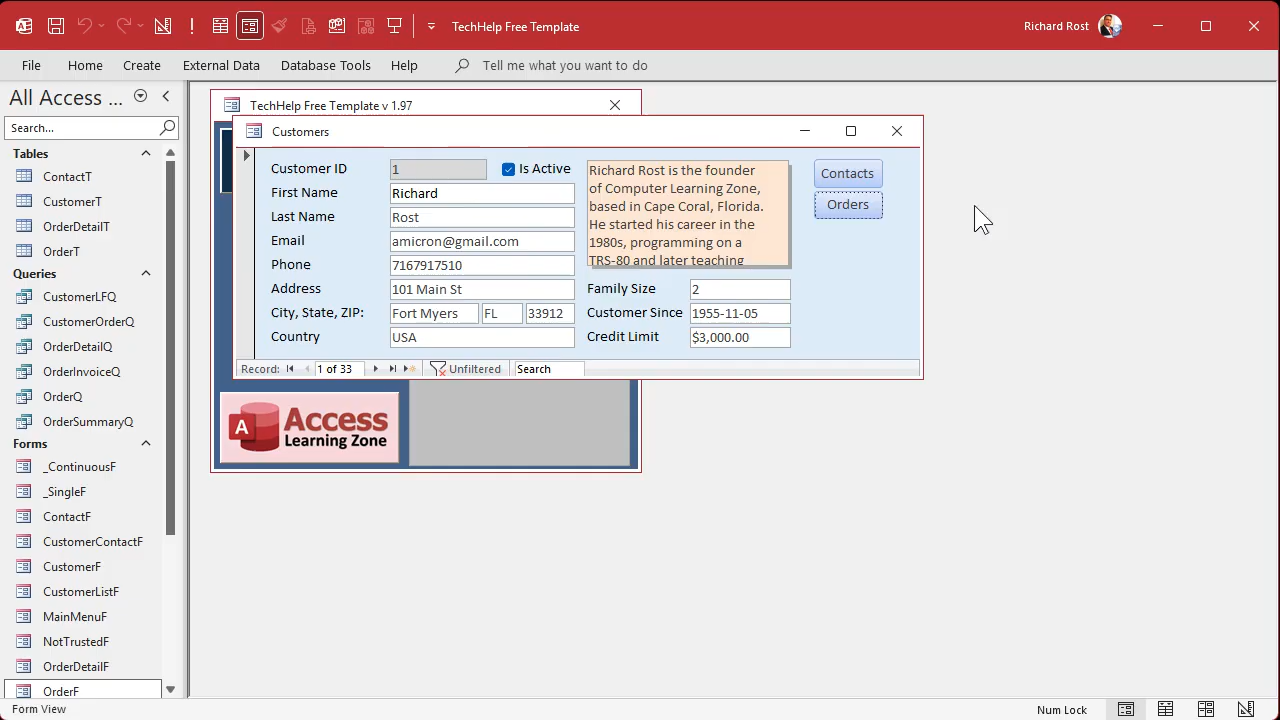 TechHelp Free Template
Richard Rost
File
Home
Create
External Data
Database Tools
Help
Tell me what you want to do
All Access ...
Search...
Tables
ContactT
CustomerT
OrderDetailT
OrderT
Queries
CustomerLFQ
CustomerOrderQ
OrderDetailQ
OrderInvoiceQ
OrderQ
OrderSummaryQ
Forms
_ContinuousF
_SingleF
ContactF
CustomerContactF
CustomerF
CustomerListF
MainMenuF
NotTrustedF
OrderDetailF
OrderF
TechHelp Free Template v 1.97
Customers
Customer ID 1
Is Active
First Name Richard
Last Name Rost
Email amicron@gmail.com
Phone 7167917510
Address 101 Main St
City, State, ZIP: Fort Myers FL 33912
Country USA
Richard Rost is the founder
of Computer Learning Zone,
based in Cape Coral, Florida.
He started his career in the
1980s, programming on a
TRS-80 and later teaching
Family Size 2
Customer Since 1955-11-05
Credit Limit $3,000.00
Contacts
Orders
Record: 1 of 33 Unfiltered Search
A Access
Learning Zone
Form View
Num Lock